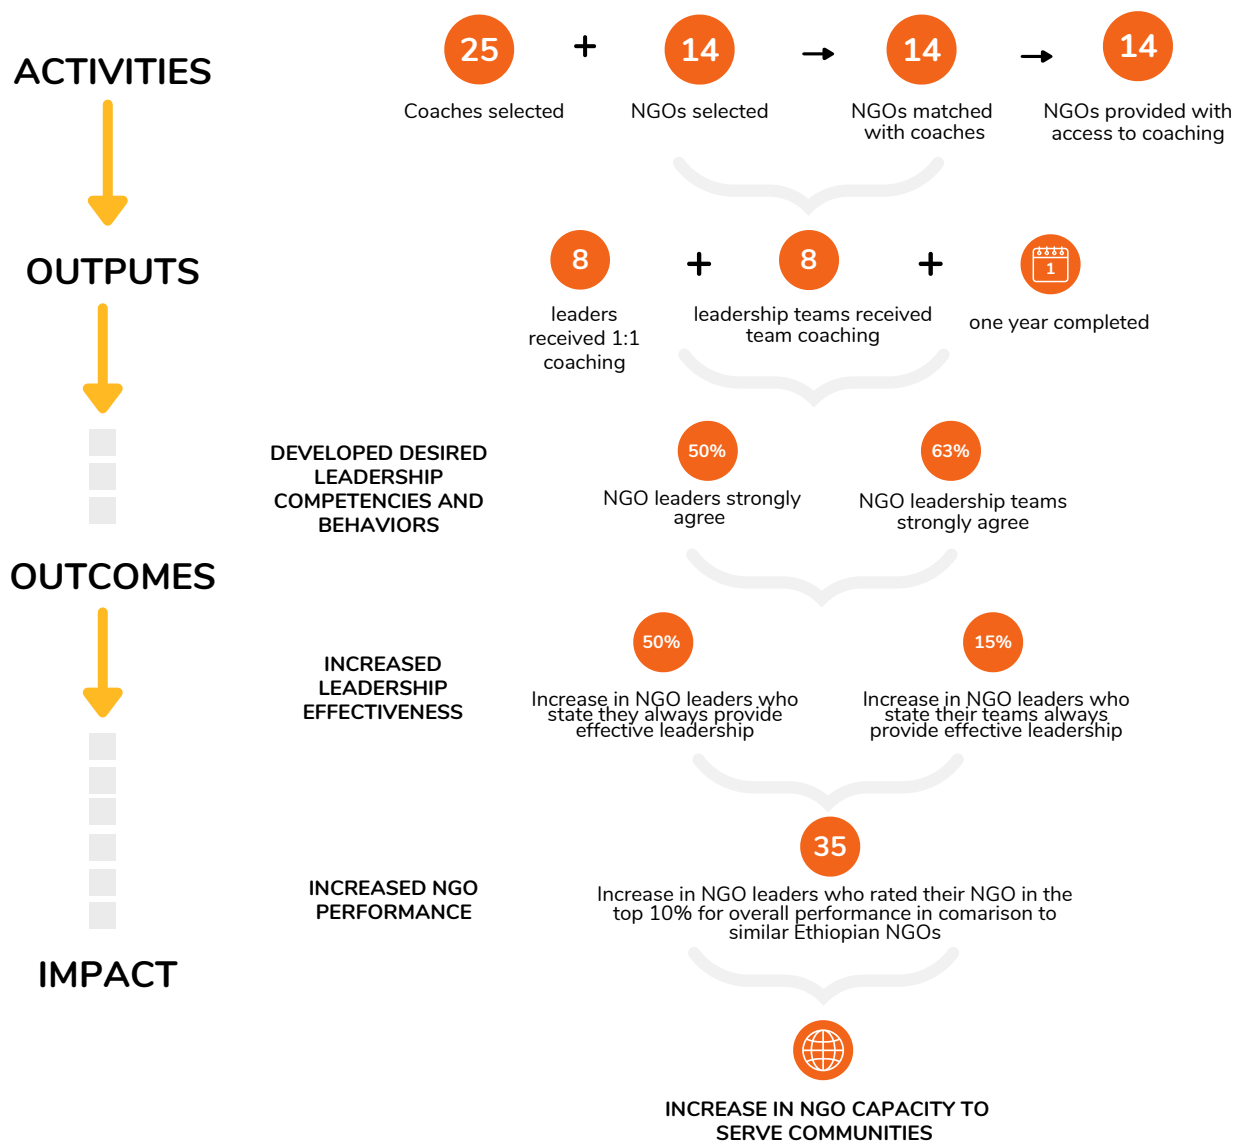 ACTIVITIES
25
+
14
14
14
Coaches selected
NGOs selected
NGOs matched
with coaches
NGOs provided with
access to coaching
OUTPUTS
8
+
8
+
1
leaders
received 1:1
coaching
leadership teams received
team coaching
one year completed
DEVELOPED DESIRED
LEADERSHIP
COMPETENCIES AND
BEHAVIORS
50%
NGO leaders strongly
agree
63%
NGO leadership teams
strongly agree
OUTCOMES
INCREASED
LEADERSHIP
EFFECTIVENESS
50%
Increase in NGO leaders who
state they always provide
effective leadership
15%
Increase in NGO leaders who
state their teams always
provide effective leadership
INCREASED NGO
PERFORMANCE
35
Increase in NGO leaders who rated their NGO in the
top 10% for overall performance in comarison to
similar Ethiopian NGOs
IMPACT
INCREASE IN NGO CAPACITY TO
SERVE COMMUNITIES